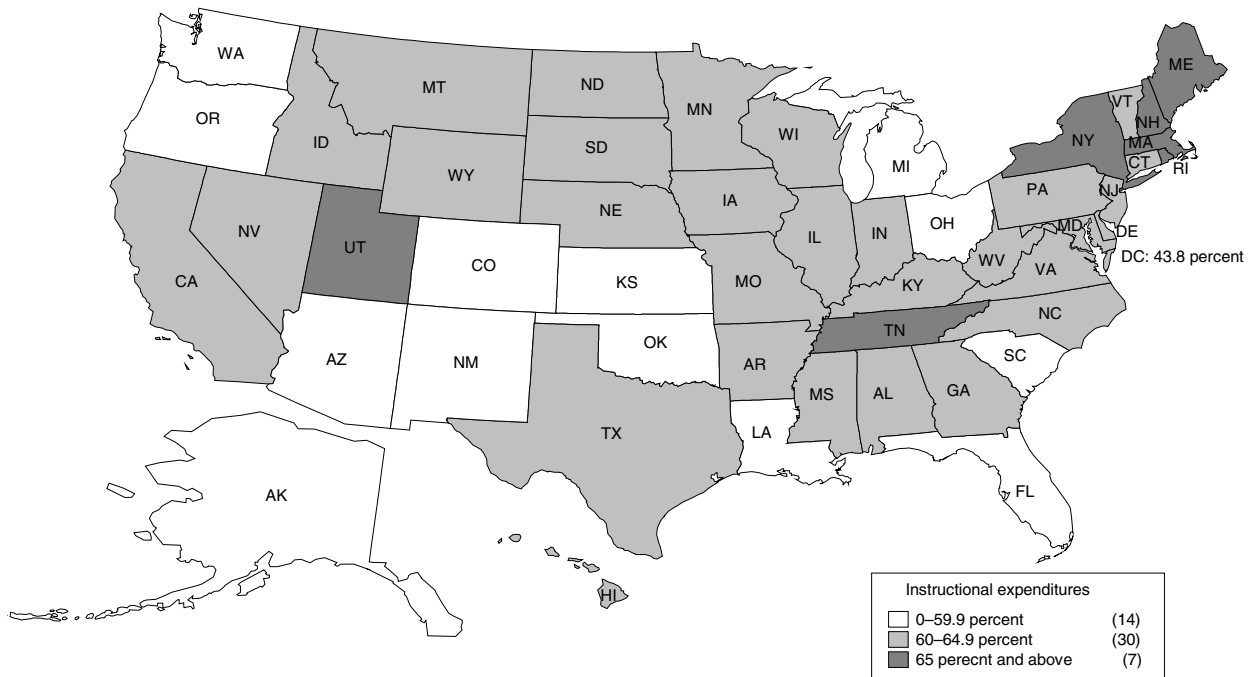 WA
OR
MT
ID
ND
MN
SD
WY
WI
MI
ME
VT
NH
NY
MA
CT
RI
NE
IA
PA
NJ
NV
UT
CO
CA
KS
MO
IL
IN
OH
MD
DE
DC: 43.8 percent
WV
VA
KY
NC
TN
AZ
NM
OK
AR
SC
MS
AL
GA
TX
LA
FL
AK
HI
Instructional expenditures
0–59.9 percent (14)
60–64.9 percent (30)
65 perecnt and above (7)